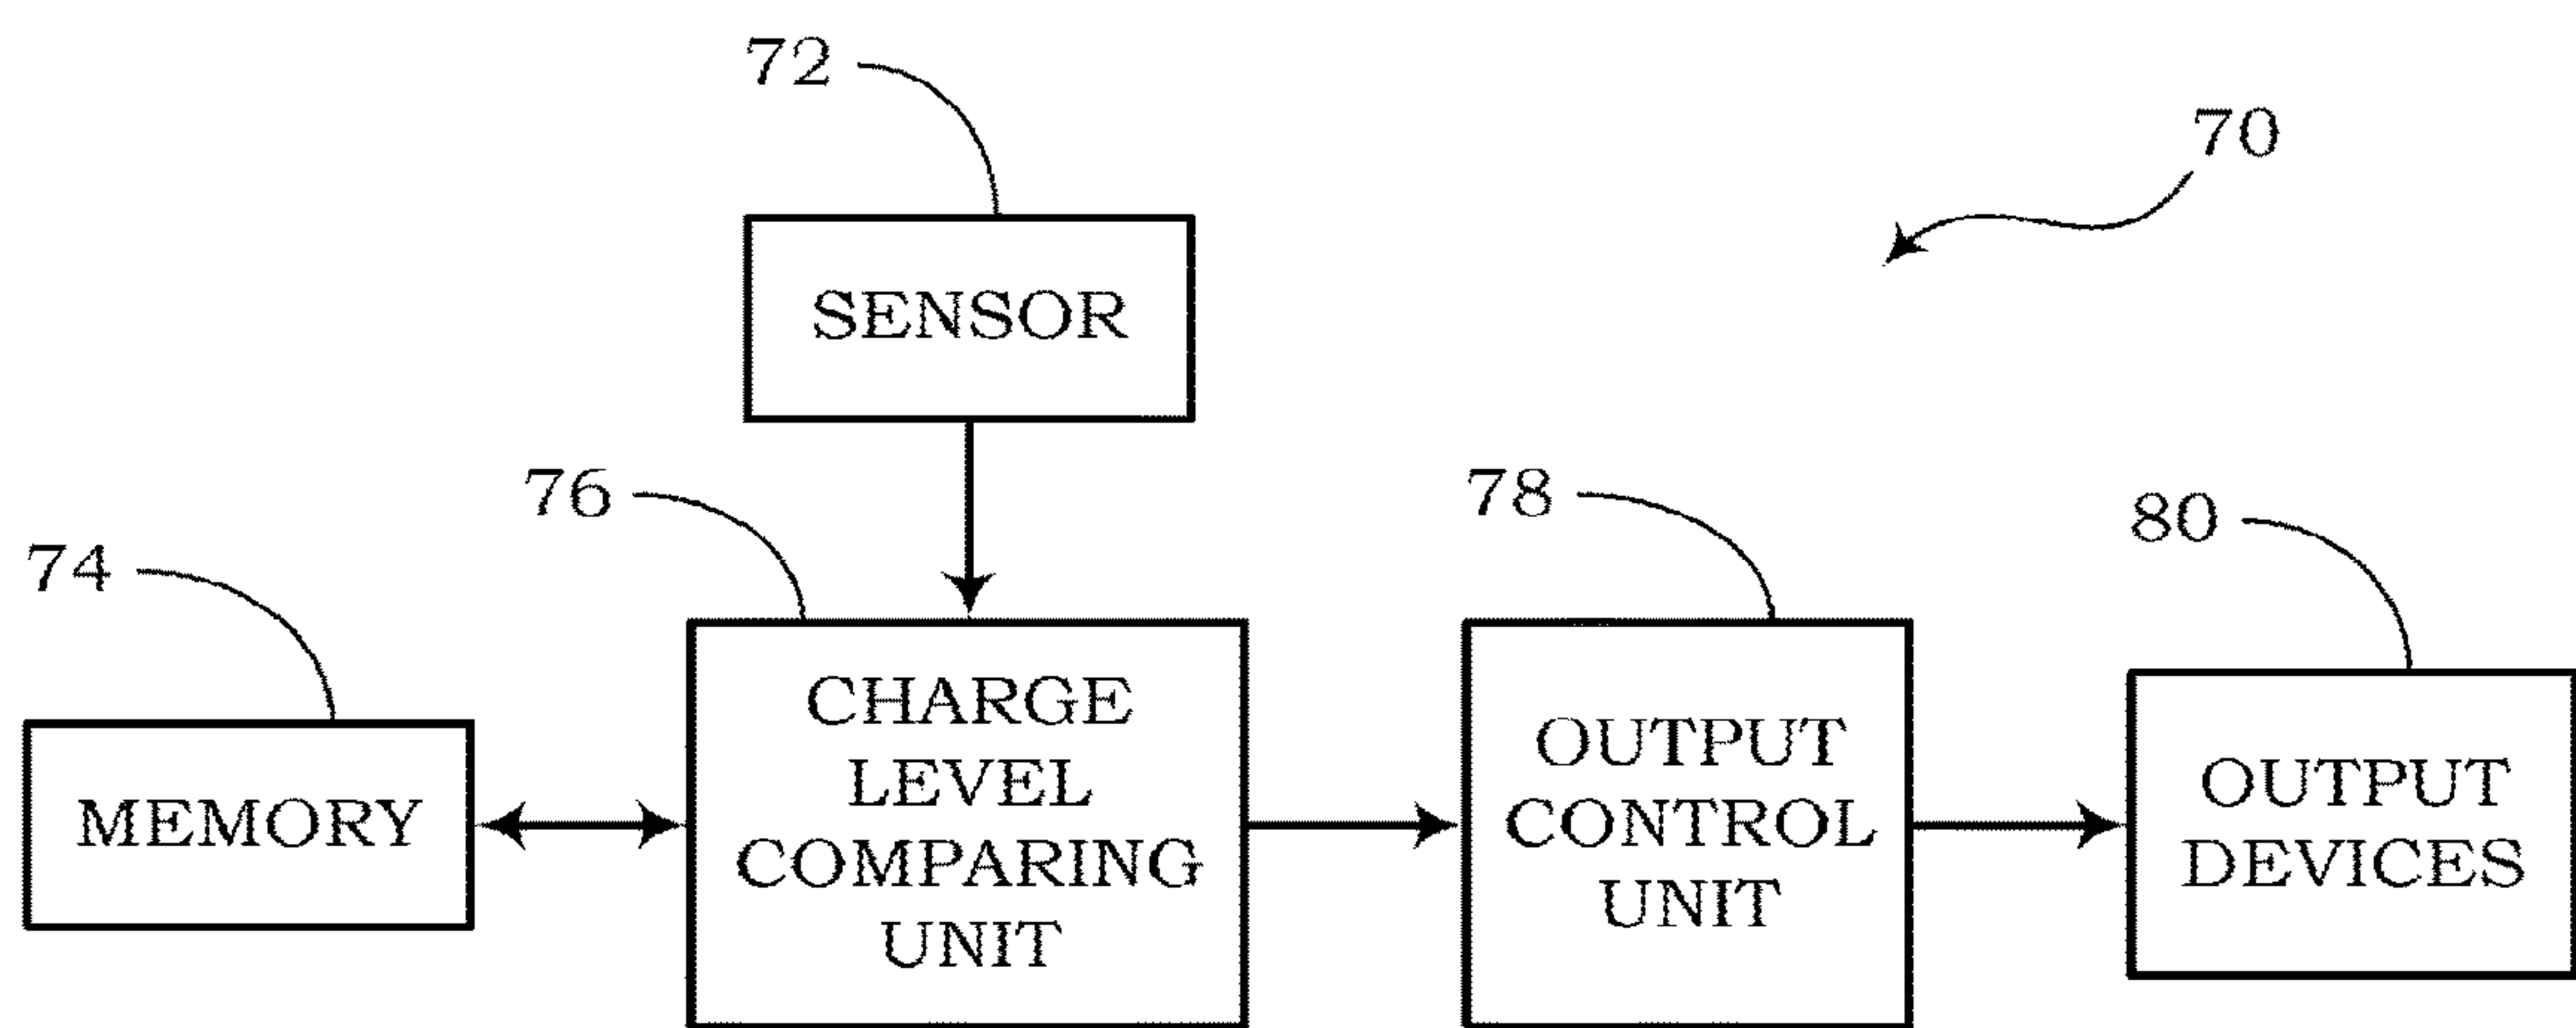 72
70
SENSOR
76
78
80
74
CHARGE
LEVEL
COMPARING
UNIT
MEMORY
OUTPUT
CONTROL
UNIT
OUTPUT
DEVICES